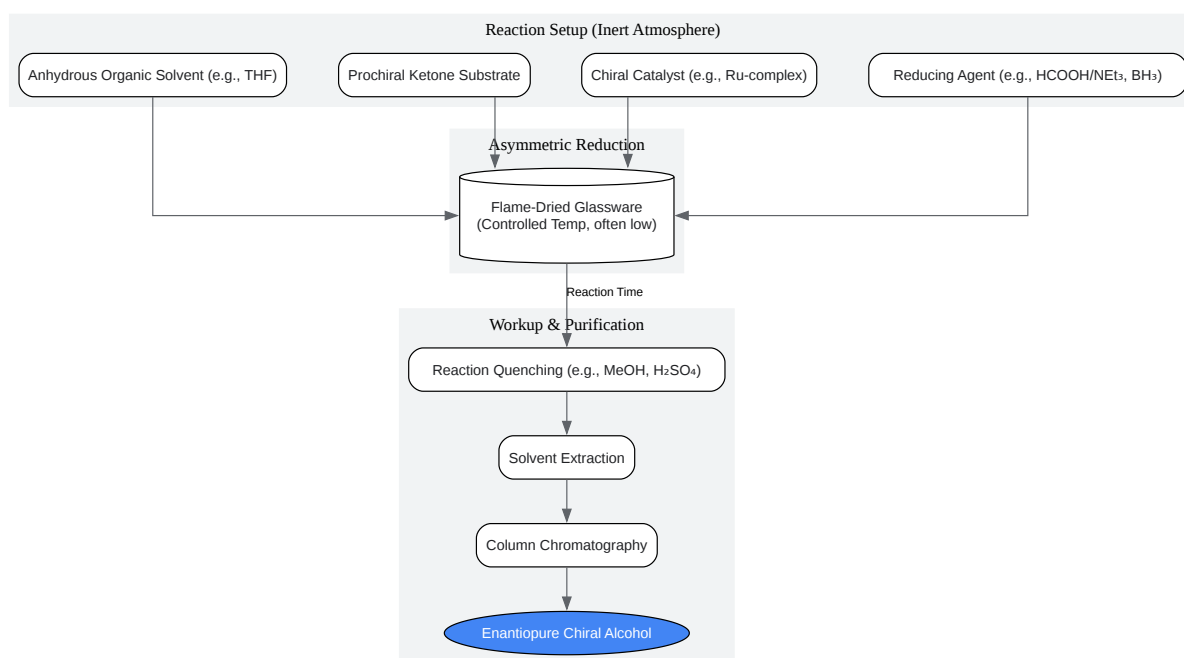 Reaction Setup (Inert Atmosphere)
Anhydrous Organic Solvent (e.g., THF)
Prochiral Ketone Substrate
Chiral Catalyst (e.g., Ru-complex)
Reducing Agent (e.g., HCOOH/NEt₃, BH₃)
Asymmetric Reduction
Flame-Dried Glassware
(Controlled Temp, often low)
Reaction Time
Workup & Purification
Reaction Quenching (e.g., MeOH, H₂SO₄)
Solvent Extraction
Column Chromatography
Enantiopure Chiral Alcohol